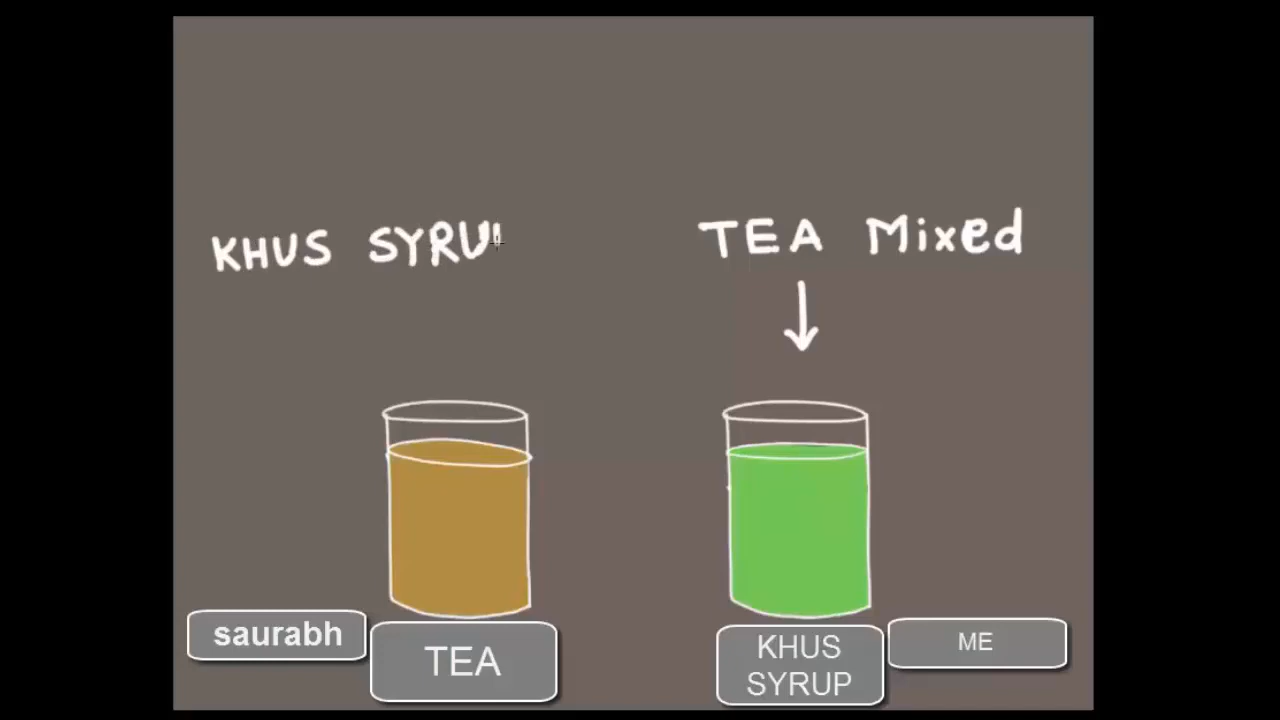 KHUS SYRU
TEA Mixed
saurabh
TEA
KHUS
SYRUP
ME